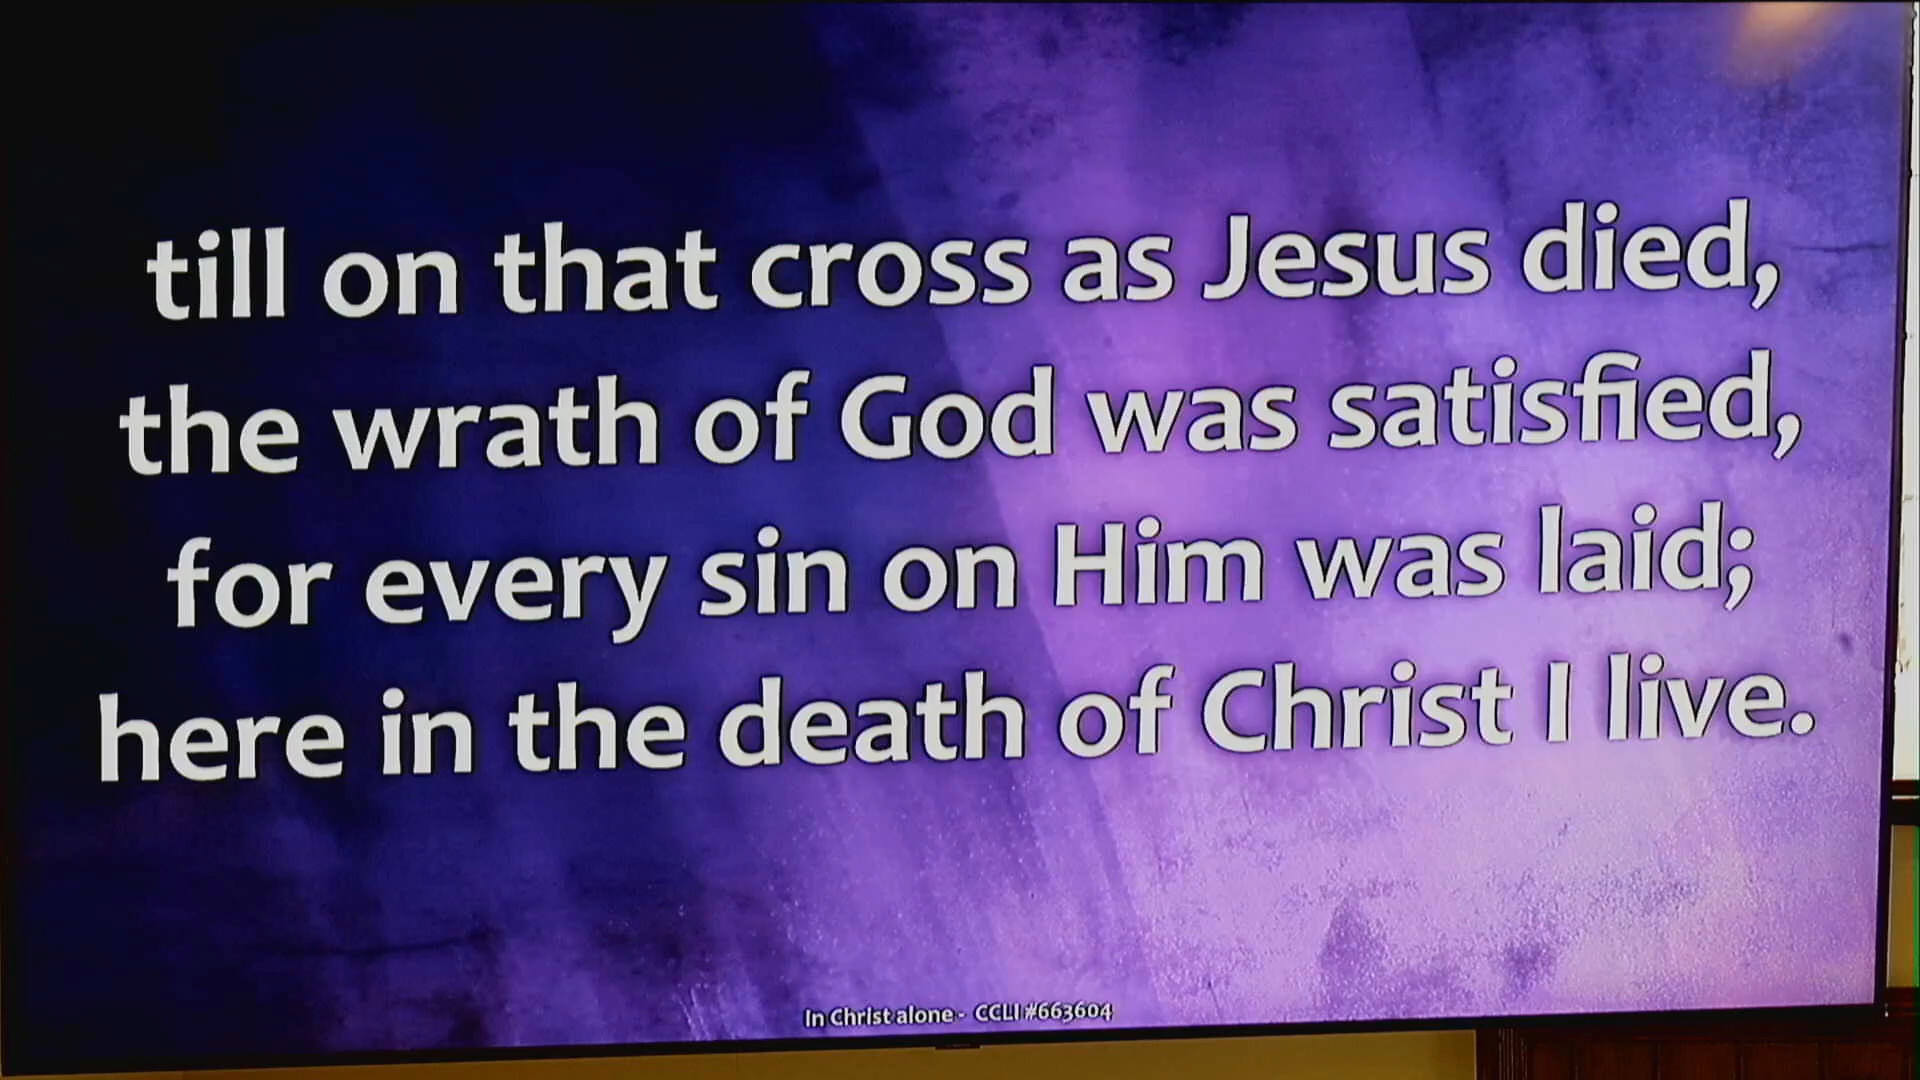 till on that cross as Jesus died,
the wrath of God was satisfied,
for every sin on Him was laid;
here in the death of Christ I live.
In Christ alone - CCLI #663604